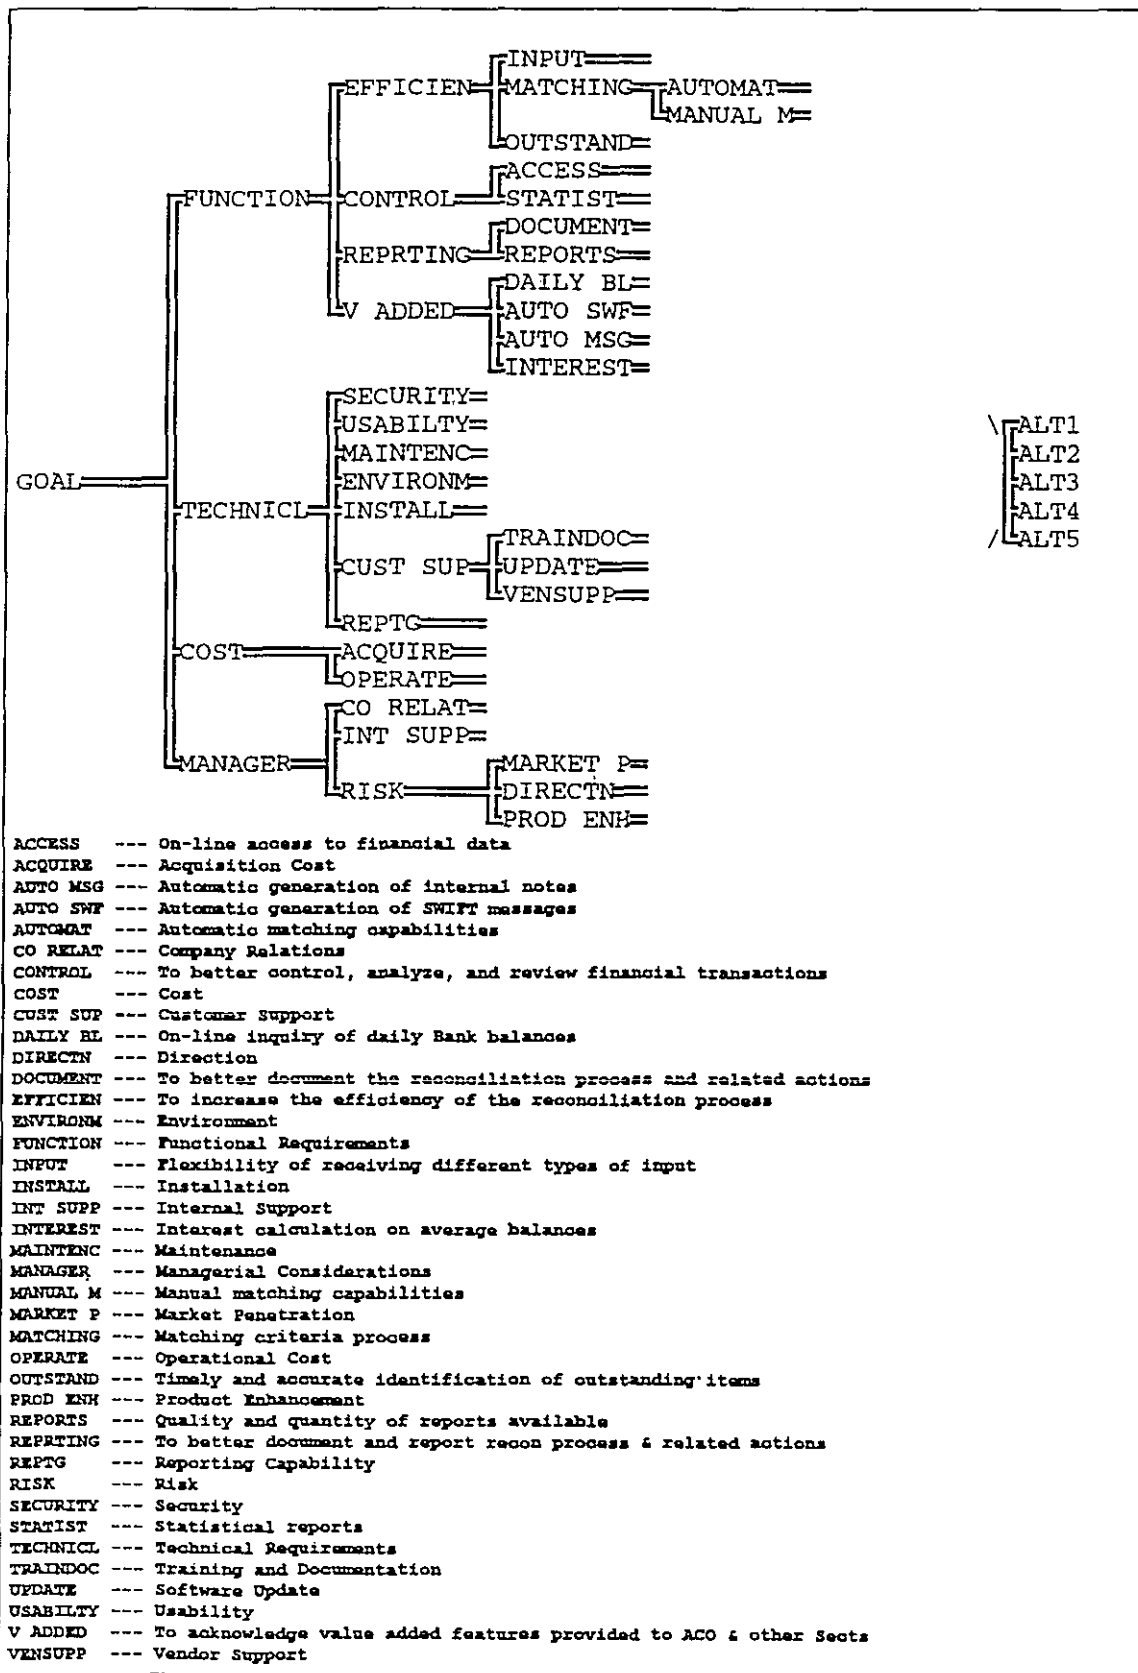 INPUT
EFFICIEN MATCHING AUTOMAT
MANUAL M
OUTSTAND
ACCESS
FUNCTION CONTROL STATIST
DOCUMENT
REPRTING REPORTS
DAILY BL
V ADDED AUTO SWF
AUTO MSG
INTEREST
SECURITY
USABILTY \ ALT1
MAINTENC ALT2
GOAL ENVIRONM ALT3
TECHNICL INSTALL ALT4
TRAINDOC / ALT5
CUST SUP UPDATE
VENSUPP
REPTG
COST ACQUIRE
OPERATE
CO RELAT
INT SUPP
MANAGER MARKET P
RISK DIRECTN
PROD ENH
ACCESS --- On-line access to financial data
ACQUIRE --- Acquisition Cost
AUTO MSG --- Automatic generation of internal notes
AUTO SWF --- Automatic generation of SWIFT messages
AUTOMAT --- Automatic matching capabilities
CO RELAT --- Company Relations
CONTROL --- To better control, analyze, and review financial transactions
COST --- Cost
CUST SUP --- Customer Support
DAILY BL --- On-line inquiry of daily Bank balances
DIRECTN --- Direction
DOCUMENT --- To better document the reconciliation process and related actions
EFFICIEN --- To increase the efficiency of the reconciliation process
ENVIRONM --- Environment
FUNCTION --- Functional Requirements
INPUT --- Flexibility of receiving different types of input
INSTALL --- Installation
INT SUPP --- Internal Support
INTEREST --- Interest calculation on average balances
MAINTENC --- Maintenance
MANAGER --- Managerial Considerations
MANUAL M --- Manual matching capabilities
MARKET P --- Market Penetration
MATCHING --- Matching criteria process
OPERATE --- Operational Cost
OUTSTAND --- Timely and accurate identification of outstanding items
PROD ENH --- Product Enhancement
REPORTS --- Quality and quantity of reports available
REPRTING --- To better document and report recon process & related actions
REPTG --- Reporting Capability
RISK --- Risk
SECURITY --- Security
STATIST --- Statistical reports
TECHNICL --- Technical Requirements
TRAINDOC --- Training and Documentation
UPDATE --- Software Update
USABILTY --- Usability
V ADDED --- To acknowledge value added features provided to ACO & other Sects
VENSUPP --- Vendor Support